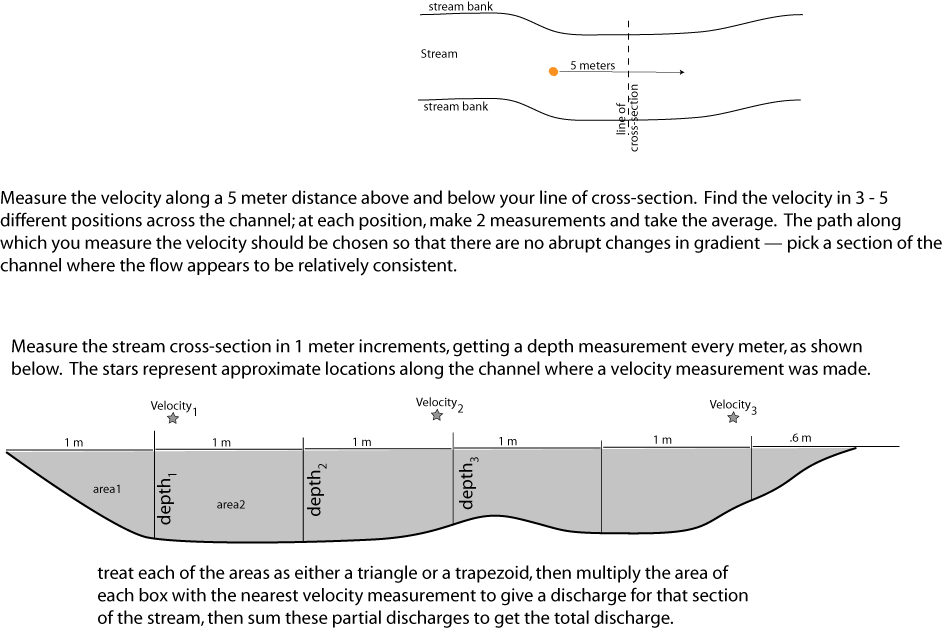 stream bank
Stream
5 meters
stream bank
line of
cross-section
Measure the velocity along a 5 meter distance above and below your line of cross-section. Find the velocity in 3 - 5
different positions across the channel; at each position, make 2 measurements and take the average. The path along
which you measure the velocity should be chosen so that there are no abrupt changes in gradient — pick a section of the
channel where the flow appears to be relatively consistent.
Measure the stream cross-section in 1 meter increments, getting a depth measurement every meter, as shown
below. The stars represent approximate locations along the channel where a velocity measurement was made.
Velocity1 Velocity2 Velocity3
1 m 1 m 1 m 1 m 1 m .6 m
area1 depth1 area2 depth2 depth3
treat each of the areas as either a triangle or a trapezoid, then multiply the area of
each box with the nearest velocity measurement to give a discharge for that section
of the stream, then sum these partial discharges to get the total discharge.